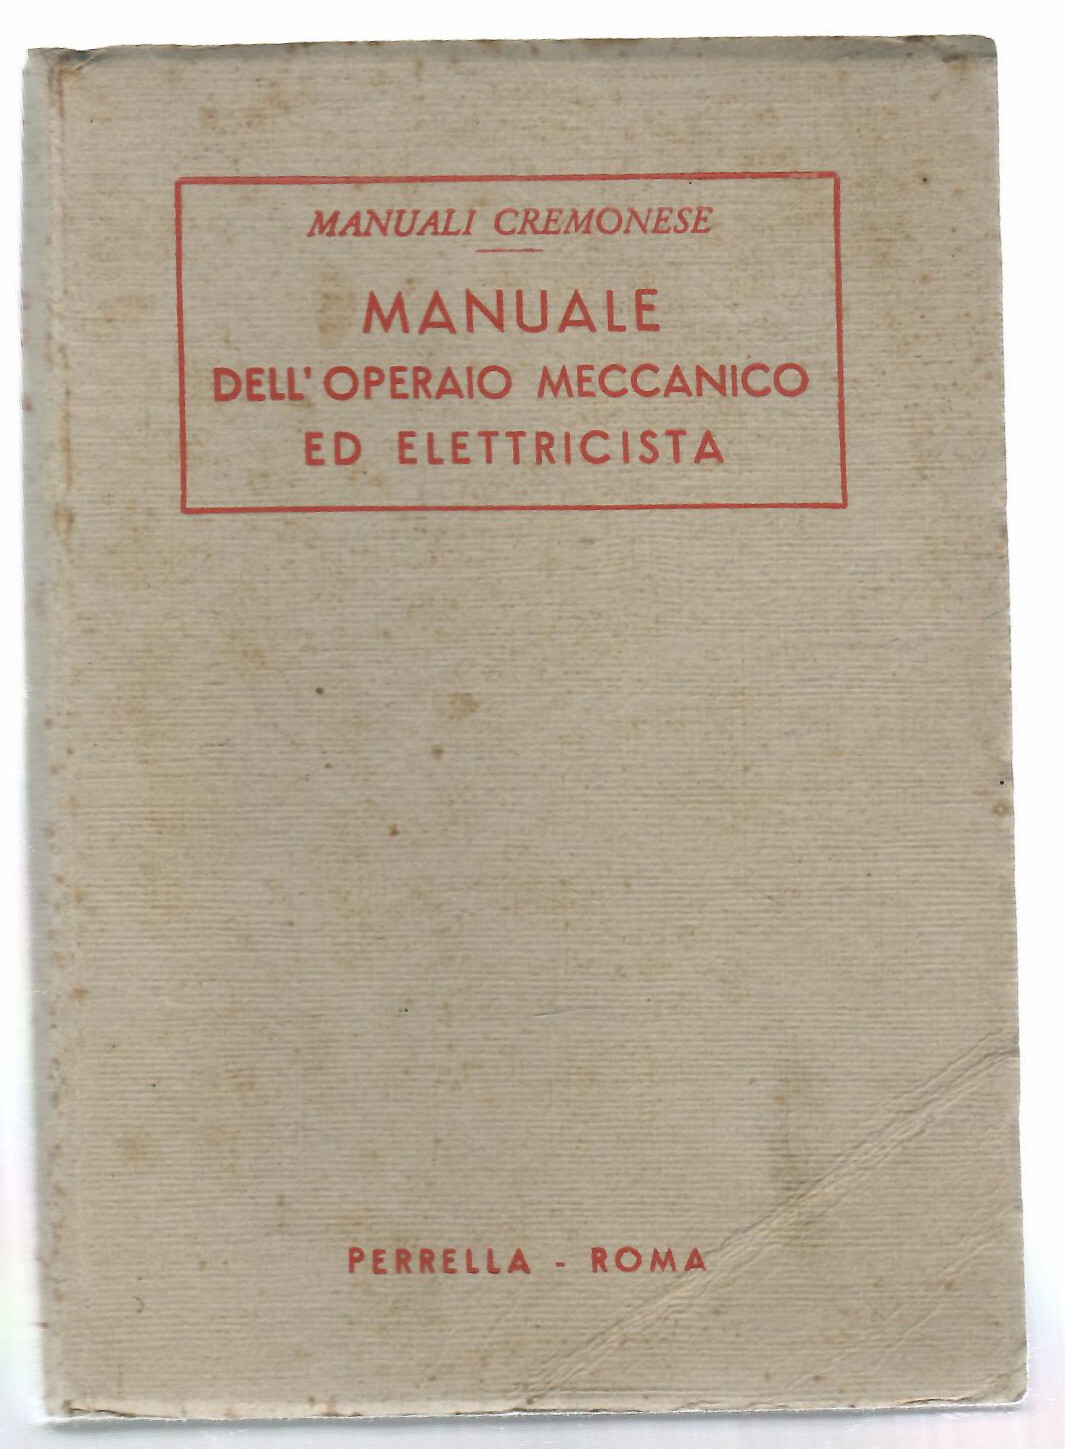 MANUALI CREMONESE
MANUALE
DELL'OPERAIO MECCANICO
ED ELETTRICISTA
PERRELLA - ROMA